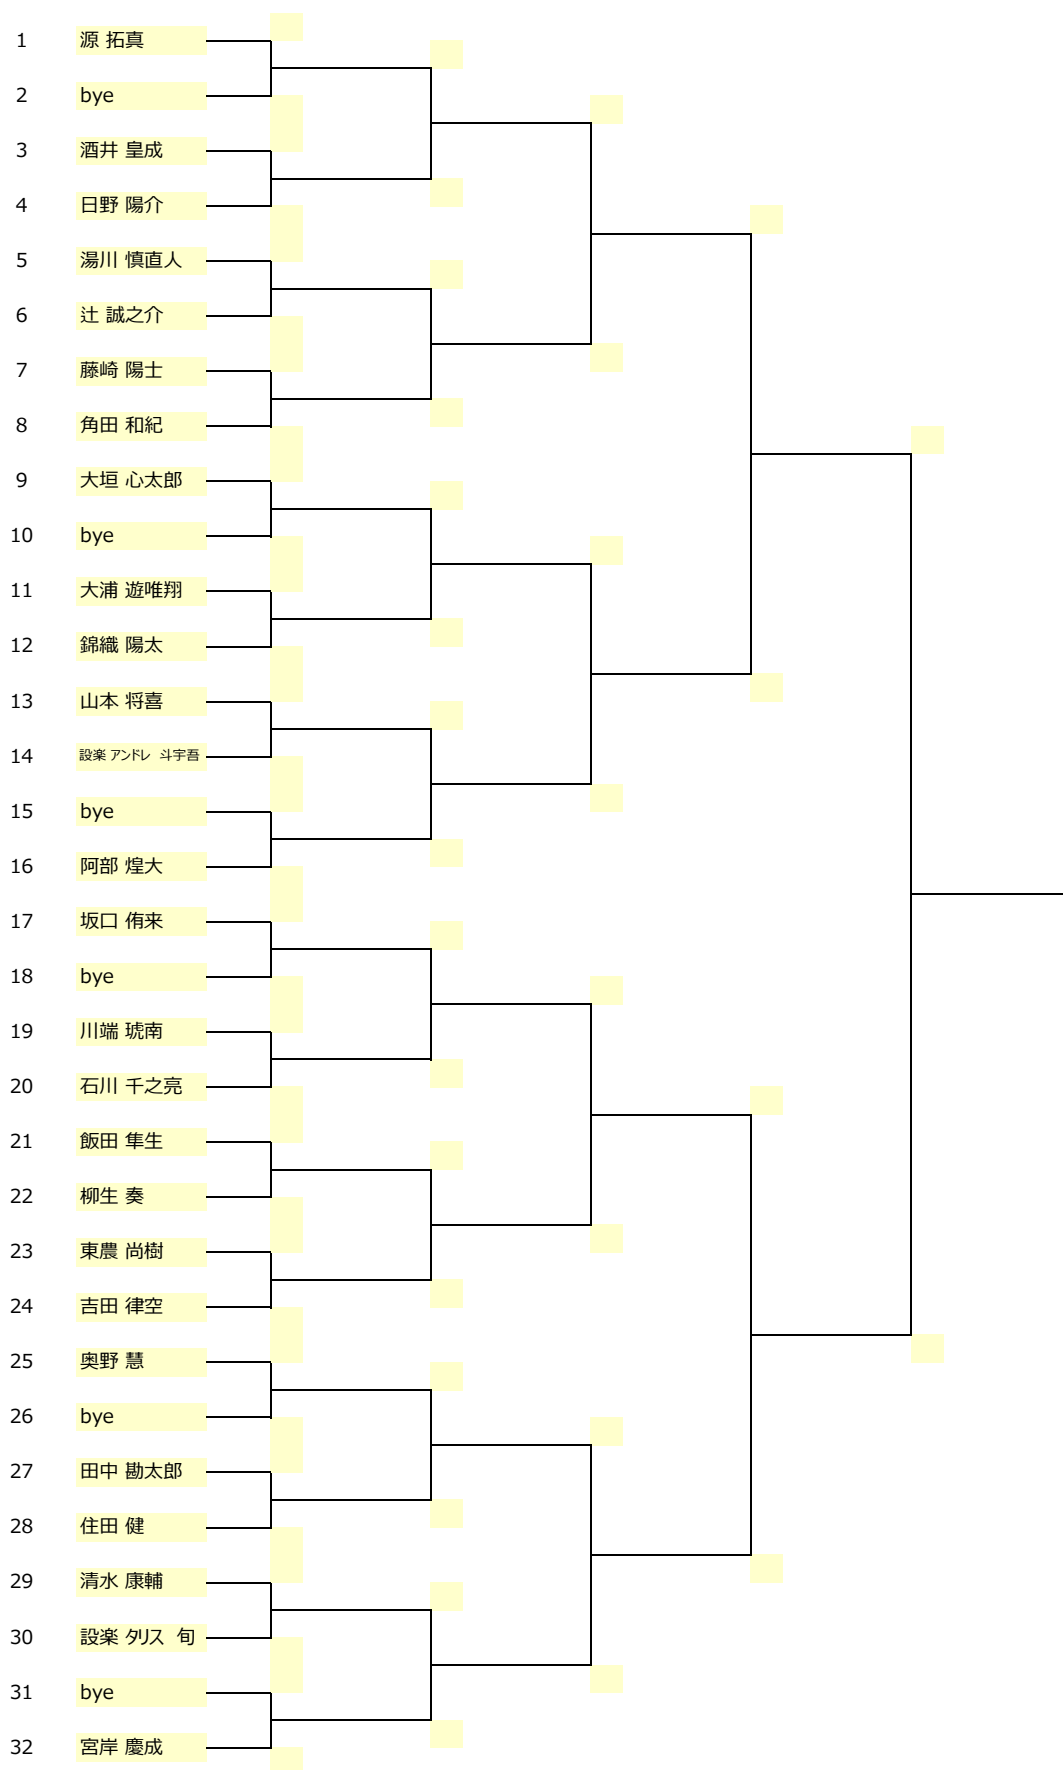 1 源 拓真
2 bye
3 酒井 皇成
4 日野 陽介
5 湯川 慎直人
6 辻 誠之介
7 藤崎 陽士
8 角田 和紀
9 大垣 心太郎
10 bye
11 大浦 遊唯翔
12 錦織 陽太
13 山本 将喜
14 設楽 アンドレ 斗宇吾
15 bye
16 阿部 煌大
17 坂口 侑来
18 bye
19 川端 琥南
20 石川 千之亮
21 飯田 隼生
22 柳生 奏
23 東農 尚樹
24 吉田 律空
25 奥野 慧
26 bye
27 田中 勘太郎
28 住田 健
29 清水 康輔
30 設楽 タリス 旬
31 bye
32 宮岸 慶成